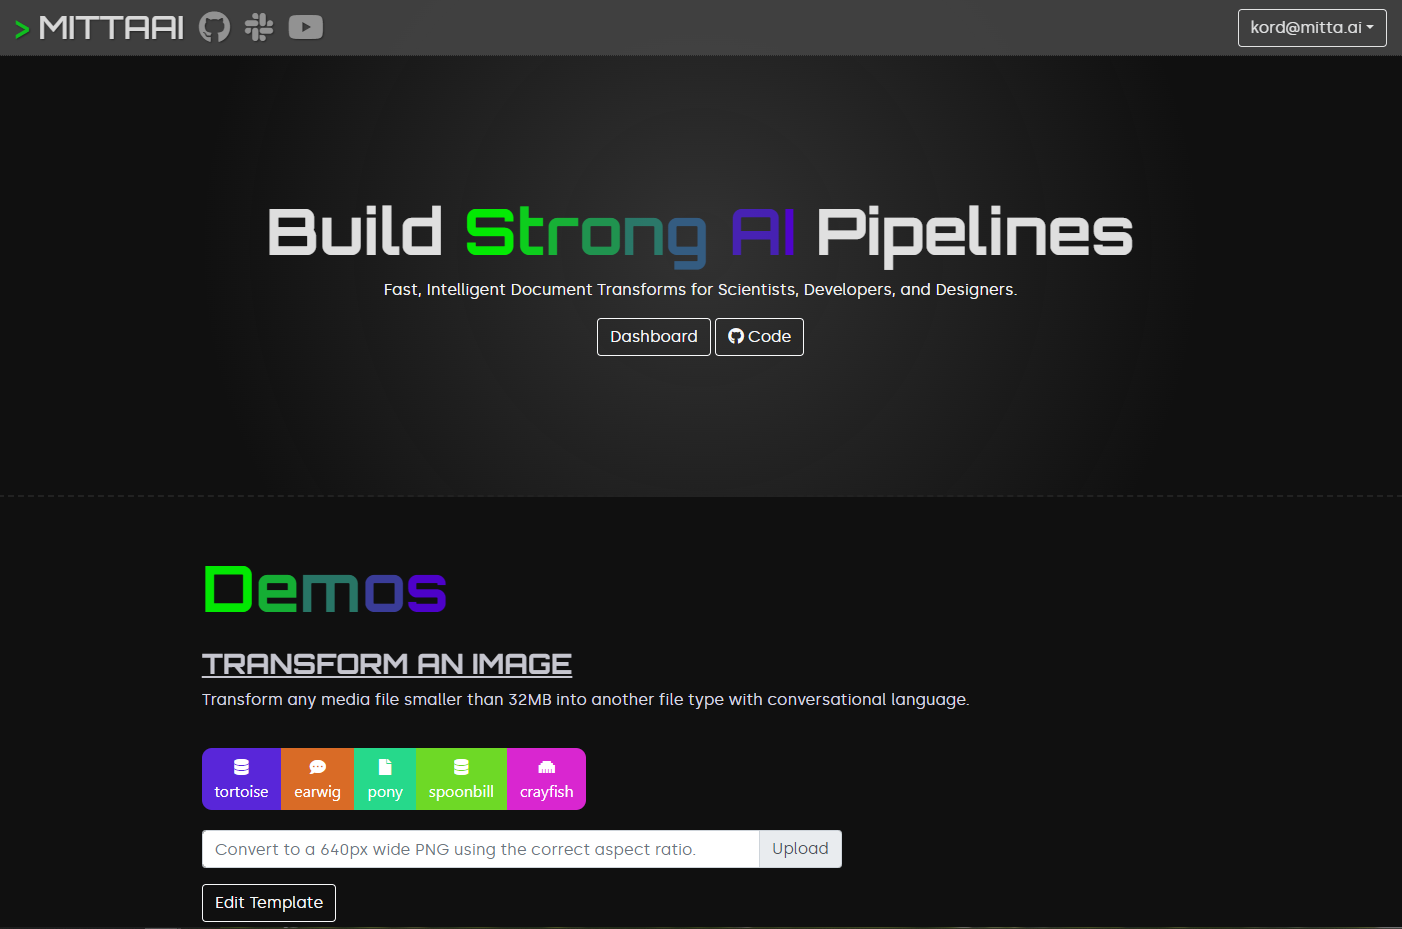 > MITTAAI
kord@mitta.ai
Build Strong AI Pipelines
Fast, Intelligent Document Transforms for Scientists, Developers, and Designers.
Dashboard
Code
Demos
TRANSFORM AN IMAGE
Transform any media file smaller than 32MB into another file type with conversational language.
tortoise
earwig
pony
spoonbill
crayfish
Convert to a 640px wide PNG using the correct aspect ratio.
Upload
Edit Template